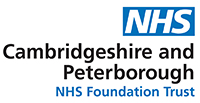 NHS
Cambridgeshire and
Peterborough
NHS Foundation Trust